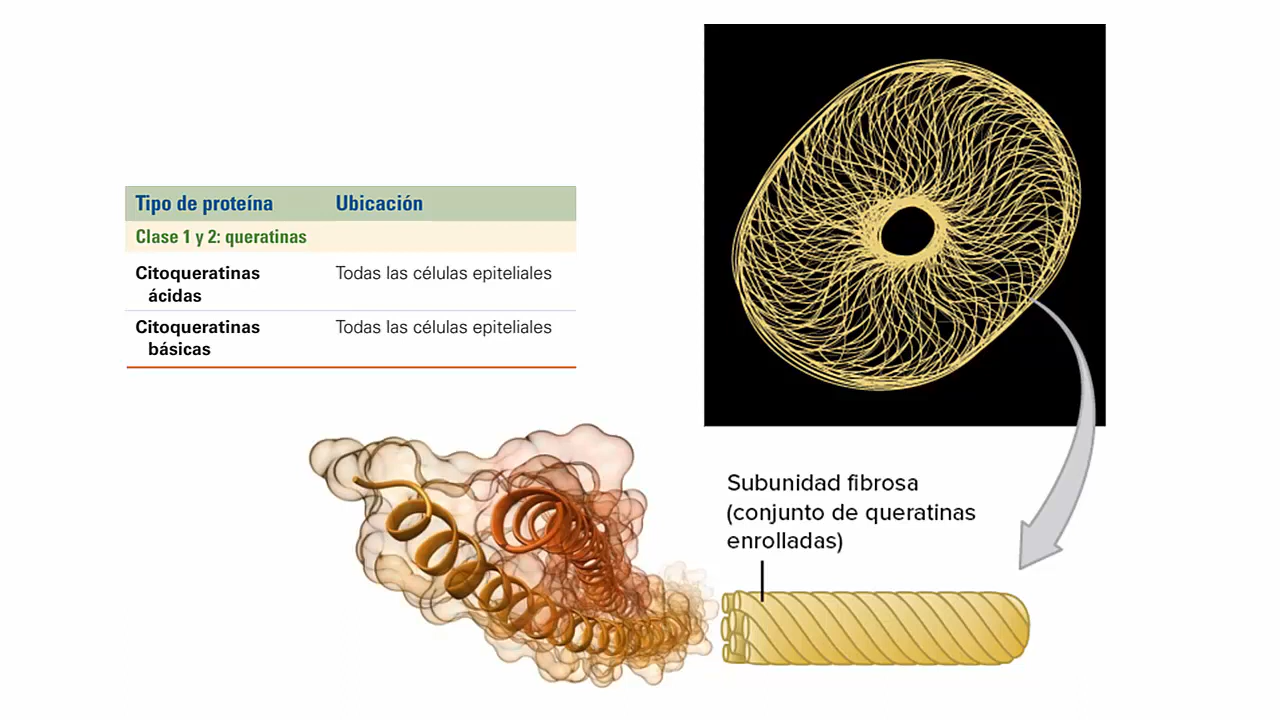 Tipo de proteína Ubicación
Clase 1 y 2: queratinas
Citoqueratinas Todas las células epiteliales
ácidas
Citoqueratinas Todas las células epiteliales
básicas
Subunidad fibrosa
(conjunto de queratinas
enrolladas)